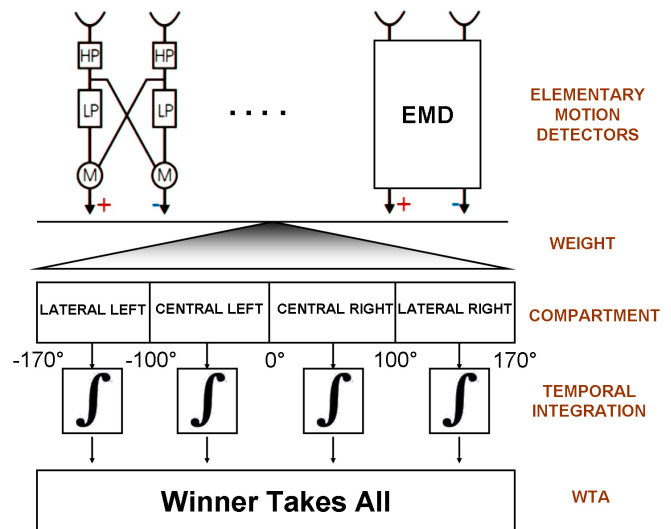 HP HP
LP LP
. . . .
EMD
M M
+ - + -
ELEMENTARY
MOTION
DETECTORS
WEIGHT
LATERAL LEFT CENTRAL LEFT CENTRAL RIGHT LATERAL RIGHT
COMPARTMENT
-170° -100° 0° 100° 170°
∫ ∫ ∫ ∫
TEMPORAL
INTEGRATION
Winner Takes All
WTA